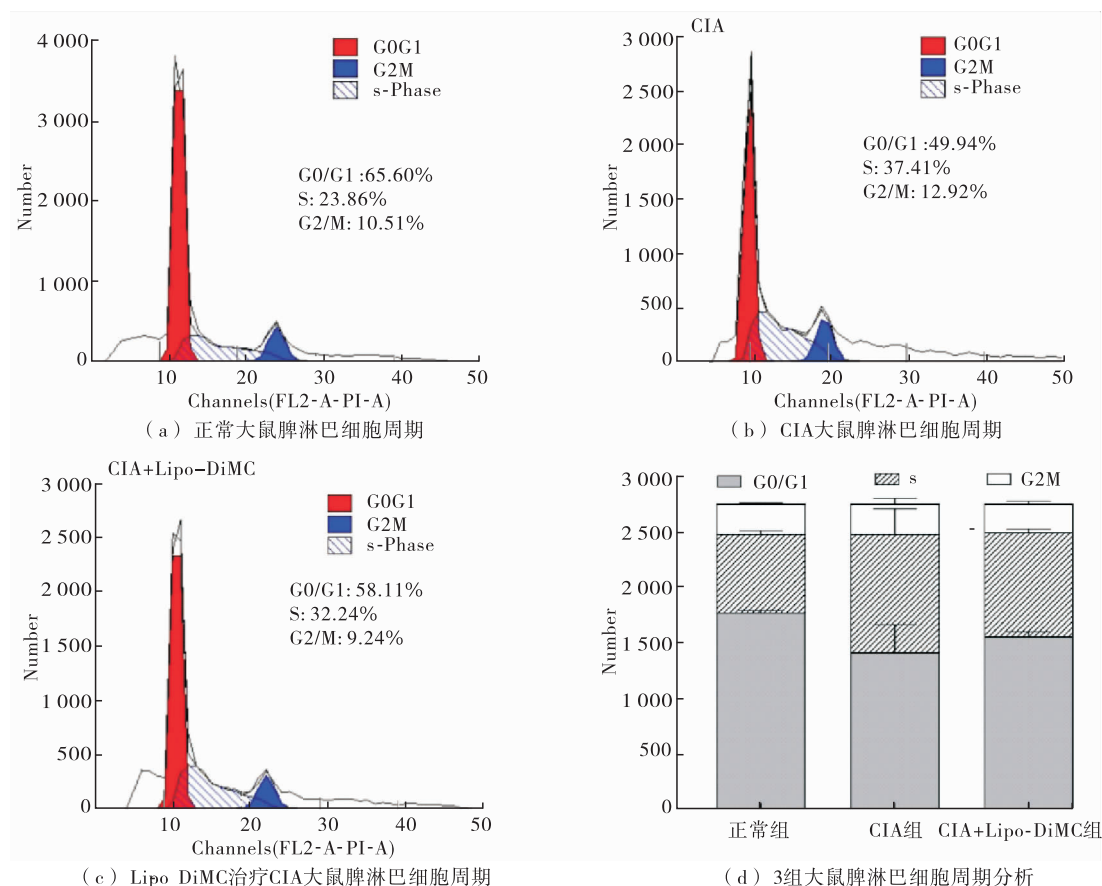 4 000
3 000
2 000
1 000
0
Number
G0G1
G2M
s-Phase
G0/G1 :65.60%
S: 23.86%
G2/M: 10.51%
10
20
30
40
50
Channels(FL2-A-PI-A)
(a)正常大鼠脾淋巴细胞周期
CIA
3 000
2 500
2 000
1 500
1 000
500
0
Number
G0G1
G2M
s-Phase
G0/G1 :49.94%
S: 37.41%
G2/M: 12.92%
10
20
30
40
50
Channels(FL2-A-PI-A)
(b)CIA大鼠脾淋巴细胞周期
CIA+Lipo-DiMC
3 000
2 500
2 000
1 500
1 000
500
0
Number
G0G1
G2M
s-Phase
G0/G1: 58.11%
S: 32.24%
G2/M: 9.24%
10
20
30
40
50
Channels(FL2-A-PI-A)
(c)Lipo DiMC治疗CIA大鼠脾淋巴细胞周期
3 000
2 500
2 000
1 500
1 000
500
0
Number
G0/G1
s
G2M
正常组
CIA组
CIA+Lipo-DiMC组
(d)3组大鼠脾淋巴细胞周期分析